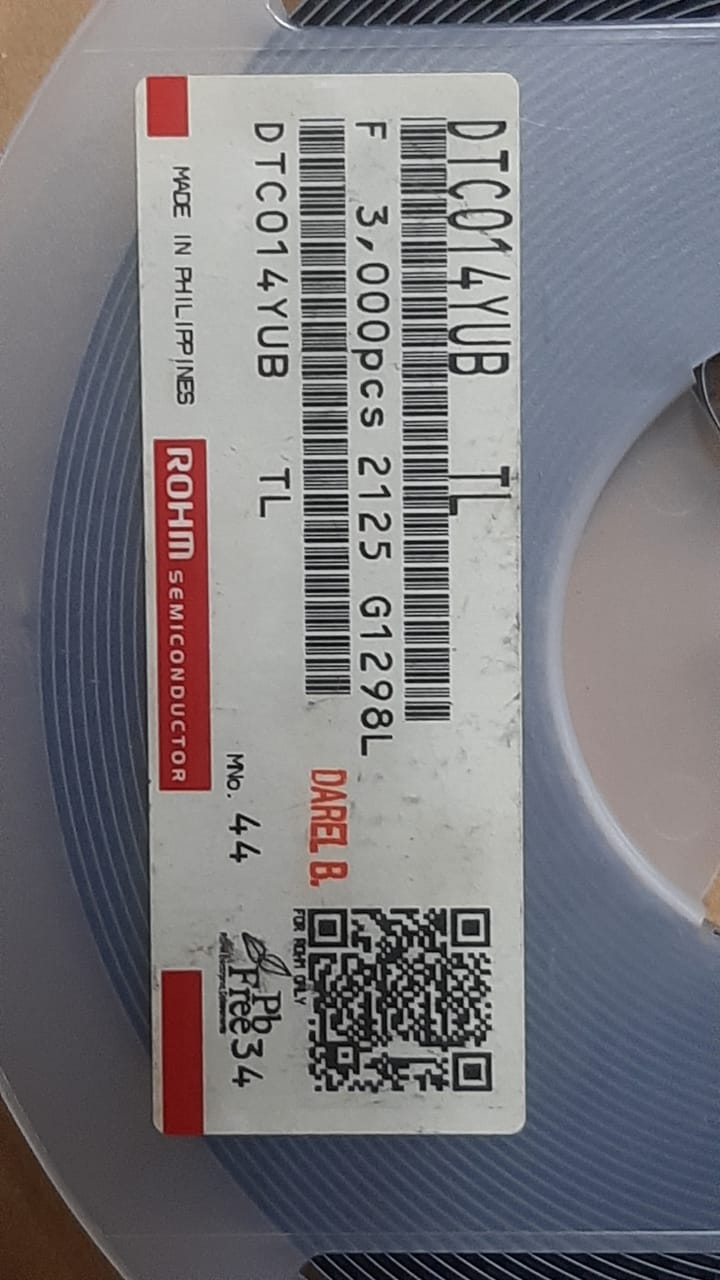 DTC014YUB TL
F 3,000pcs 2125 G1298L
DTC014YUB TL
DAREL B.
FOR ROHM ONLY
MNo. 44
Pb
Free 34
MADE IN PHILIPPINES
ROHM SEMICONDUCTOR